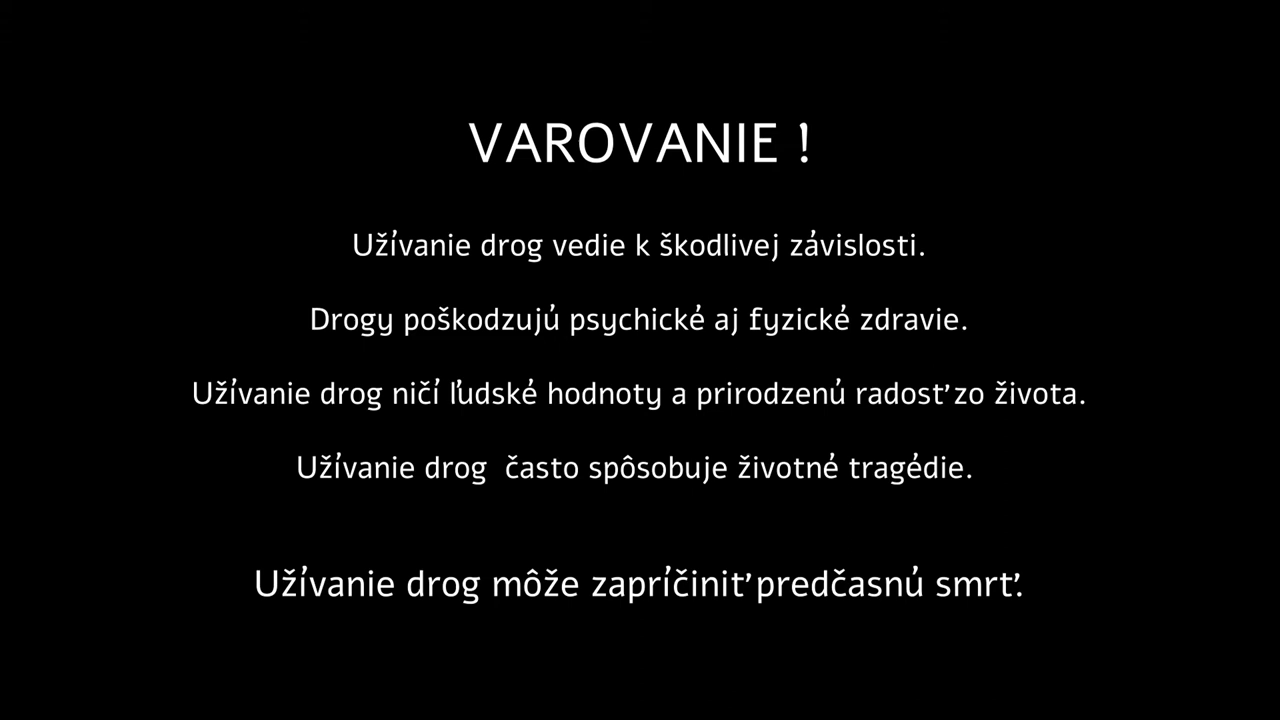 VAROVANIE !
Užívanie drog vedie k škodlivej závislosti.
Drogy poškodzujú psychické aj fyzické zdravie.
Užívanie drog ničí ľudské hodnoty a prirodzenú radosť zo života.
Užívanie drog  často spôsobuje životné tragédie.
Užívanie drog môže zapríčiniť predčasnú smrť.